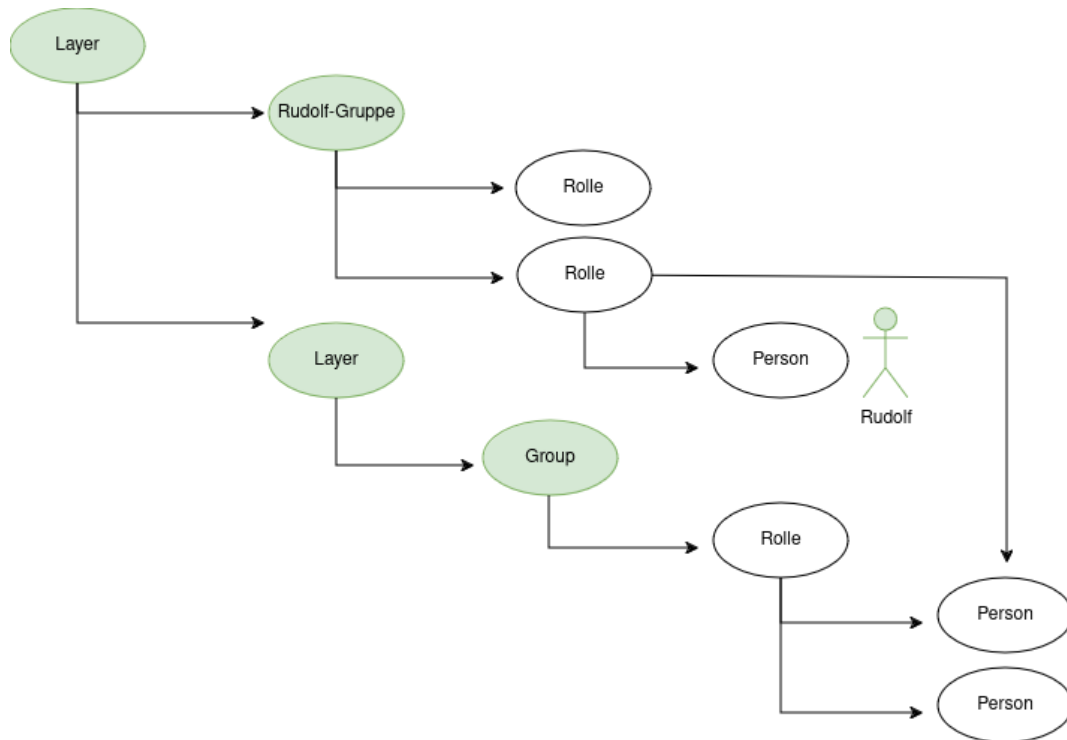 Layer
Rudolf-Gruppe
Rolle
Rolle
Layer
Person
Rudolf
Group
Rolle
Person
Person